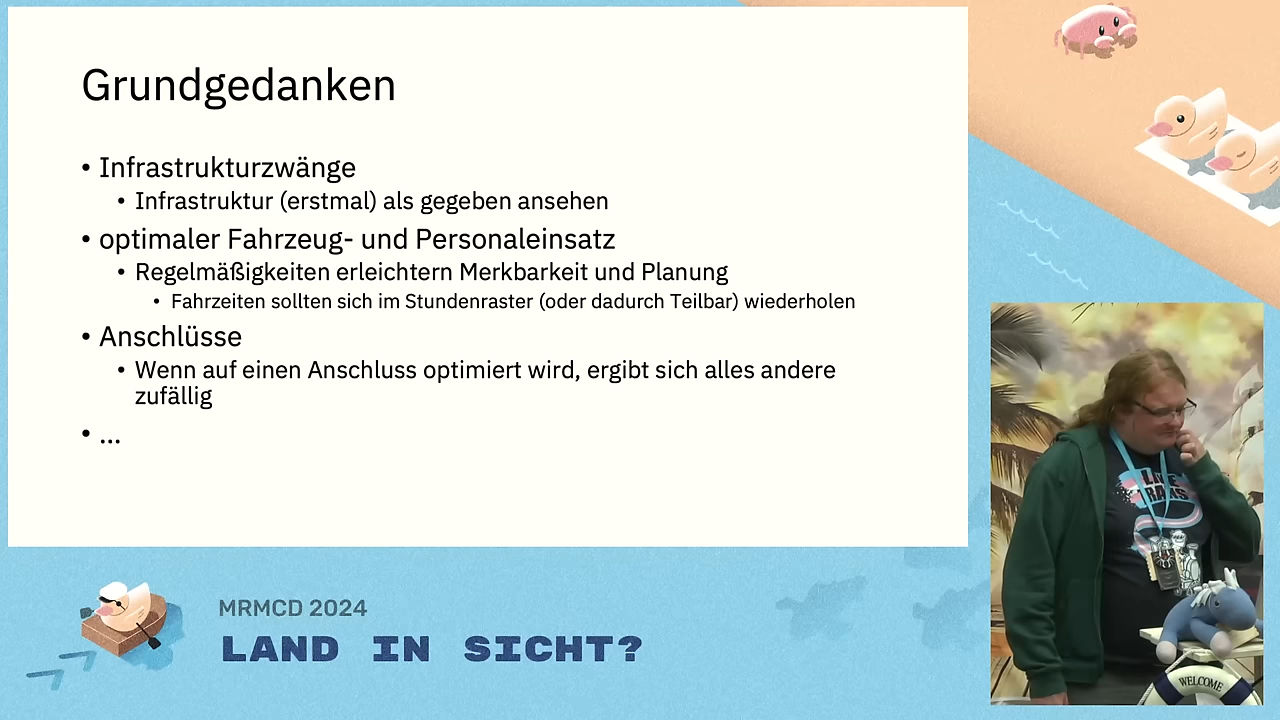 Grundgedanken
• Infrastrukturzwänge
• Infrastruktur (erstmal) als gegeben ansehen
• optimaler Fahrzeug- und Personaleinsatz
• Regelmäßigkeiten erleichtern Merkbarkeit und Planung
• Fahrzeiten sollten sich im Stundenraster (oder dadurch Teilbar) wiederholen
• Anschlüsse
• Wenn auf einen Anschluss optimiert wird, ergibt sich alles andere
zufällig
• ...
MRMCD 2024
LAND IN SICHT?
WELCOME